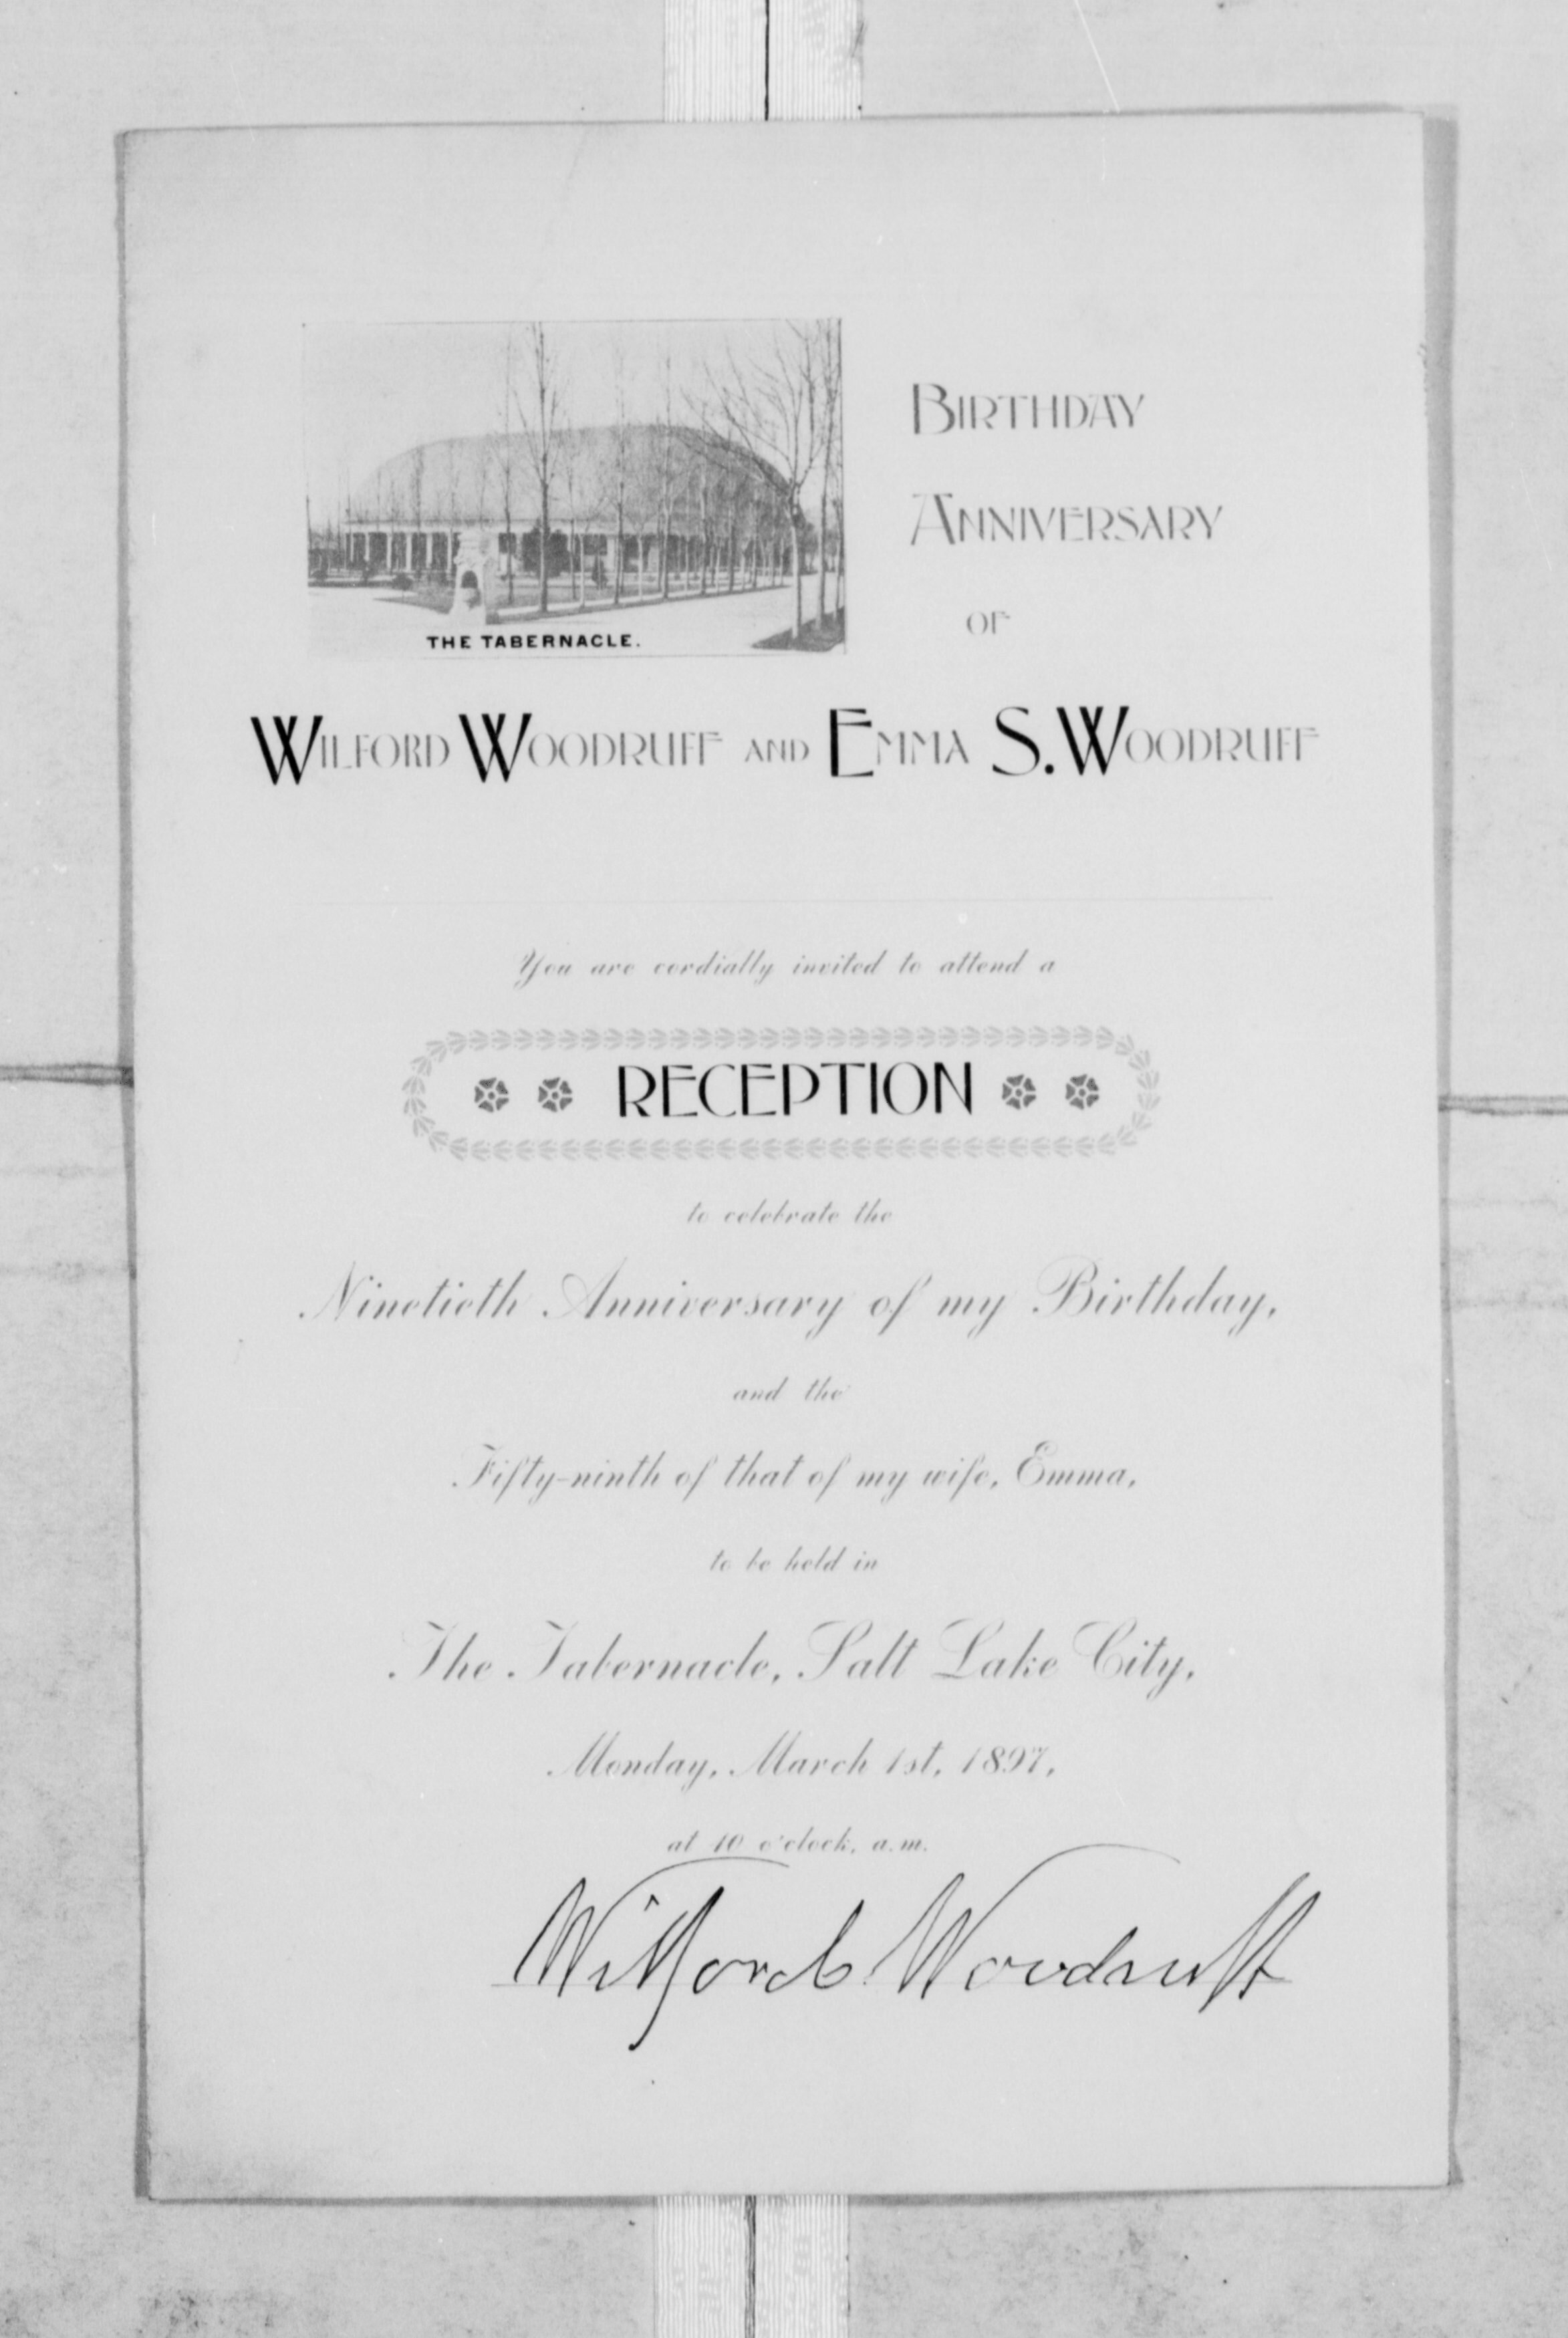 THE TABERNACLE.
BIRTHDAY
ANNIVERSARY
OF
WILFORD WOODRUFF AND EMMA S. WOODRUFF
You are cordially invited to attend a
RECEPTION
to celebrate the
Ninetieth Anniversary of my Birthday,
and the
Fifty-ninth of that of my wife, Emma,
to be held in
The Tabernacle, Salt Lake City,
Monday, March 1st, 1897,
at 10 o'clock, a.m.
Wilford Woodruff